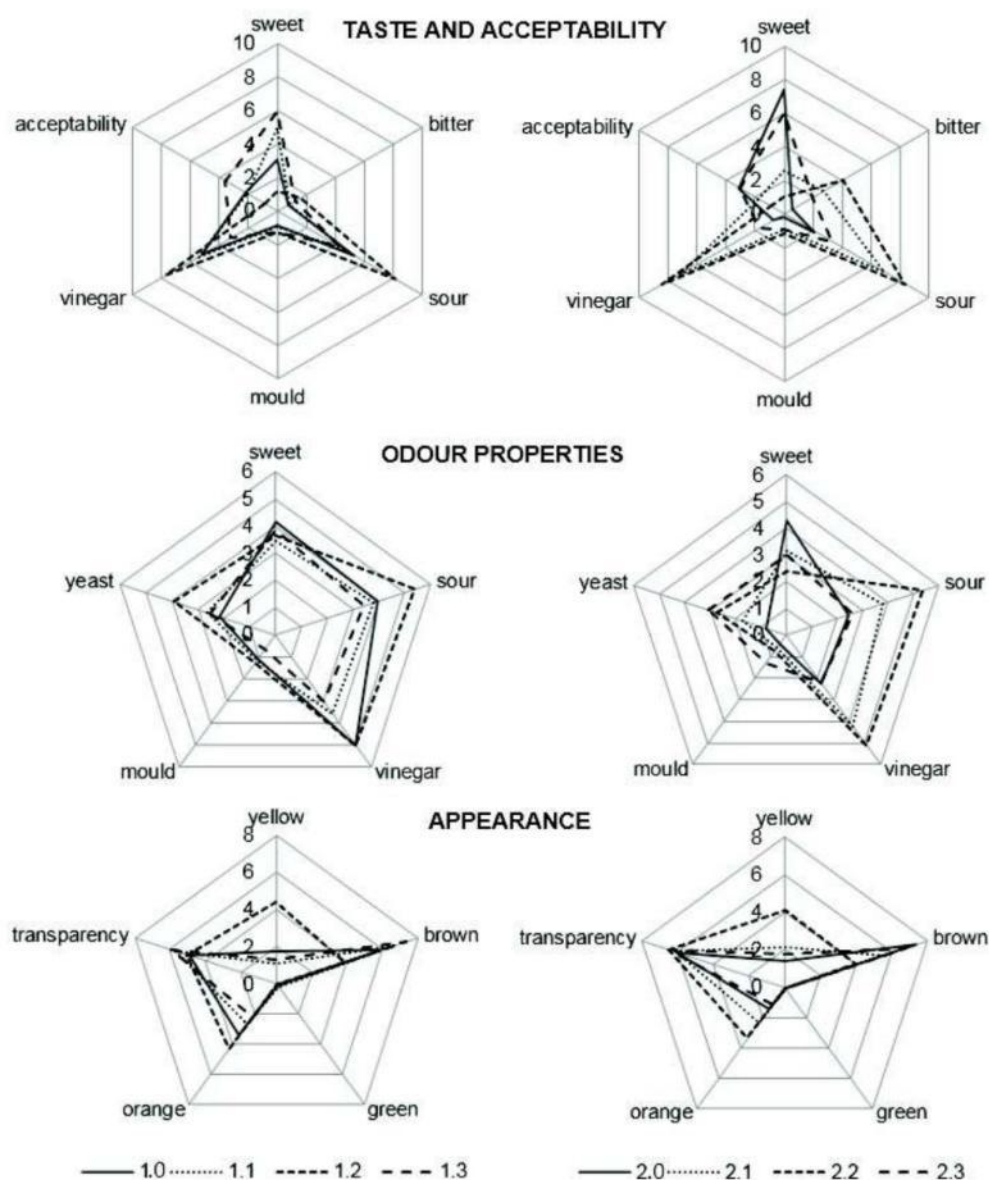 TASTE AND ACCEPTABILITY
sweet
10
8
6
4
2
0
bitter
sour
mould
vinegar
acceptability
sweet
10
8
6
4
2
0
bitter
sour
mould
vinegar
acceptability
ODOUR PROPERTIES
sweet
6
5
4
3
2
1
0
sour
vinegar
mould
yeast
sweet
6
5
4
3
2
1
0
sour
vinegar
mould
yeast
APPEARANCE
yellow
8
6
4
2
0
brown
green
orange
transparency
yellow
8
6
4
2
0
brown
green
orange
transparency
1.0 1.1 1.2 1.3
2.0 2.1 2.2 2.3